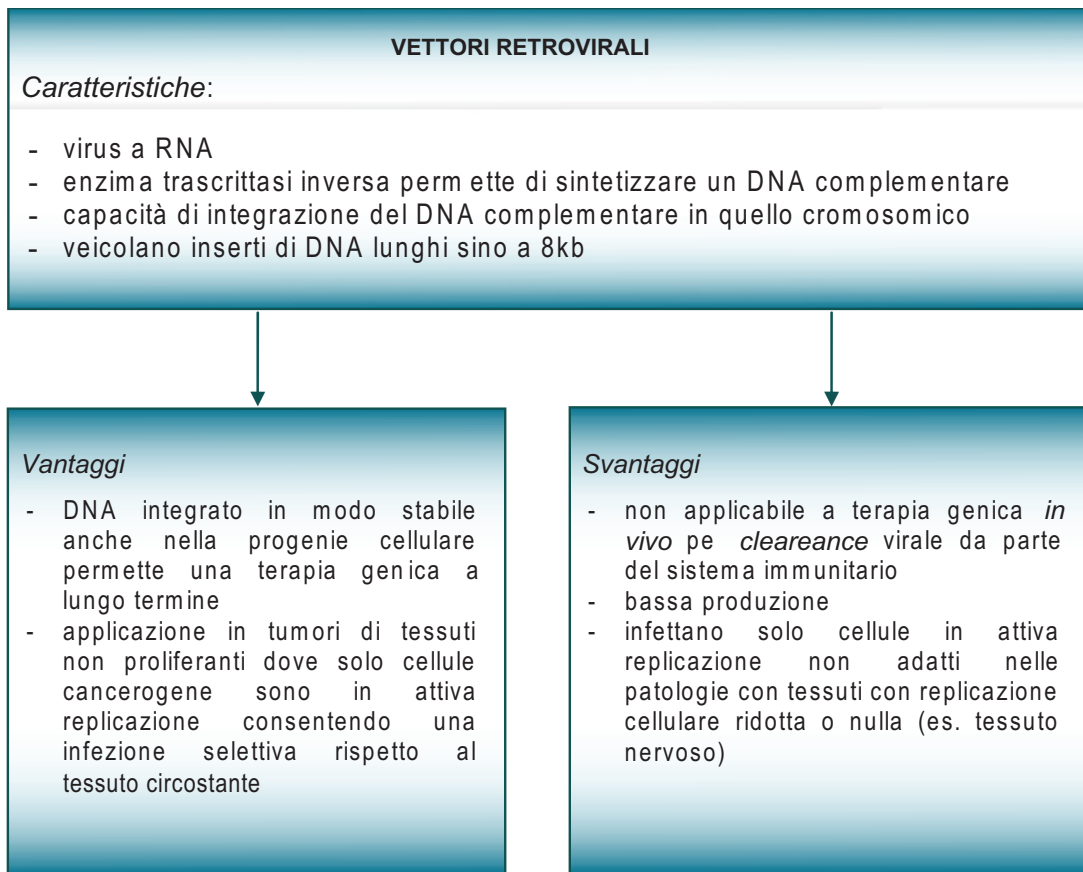 VETTORI RETROVIRALI
Caratteristiche:
- virus a RNA
- enzima trascrittasi inversa permette di sintetizzare un DNA complementare
- capacità di integrazione del DNA complementare in quello cromosomico
- veicolano inserti di DNA lunghi sino a 8kb
Vantaggi
- DNA integrato in modo stabile
anche nella progenie cellulare
permette una terapia genica a
lungo termine
- applicazione in tumori di tessuti
non proliferanti dove solo cellule
cancerogene sono in attiva
replicazione consentendo una
infezione selettiva rispetto al
tessuto circostante
Svantaggi
- non applicabile a terapia genica in
vivo pe cleareance virale da parte
del sistema immunitario
- bassa produzione
- infettano solo cellule in attiva
replicazione non adatti nelle
patologie con tessuti con replicazione
cellulare ridotta o nulla (es. tessuto
nervoso)